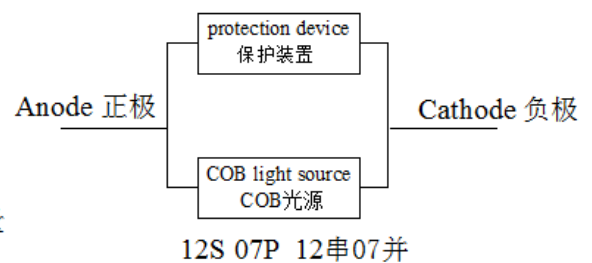 protection device
保护装置
Anode 正极
Cathode 负极
COB light source
COB光源
12S 07P 12串07并